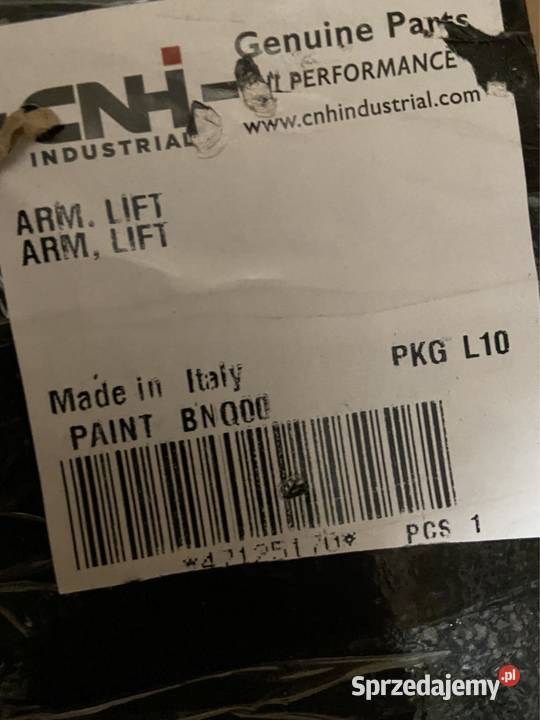 Genuine Parts
PERFORMANCE
www.cnhindustrial.com
CNH
INDUSTRIAL
ARM. LIFT
ARM, LIFT
PKG L10
Made in Italy
PAINT BNQ00
*47125170*
PCS 1
Sprzedajemy.pl